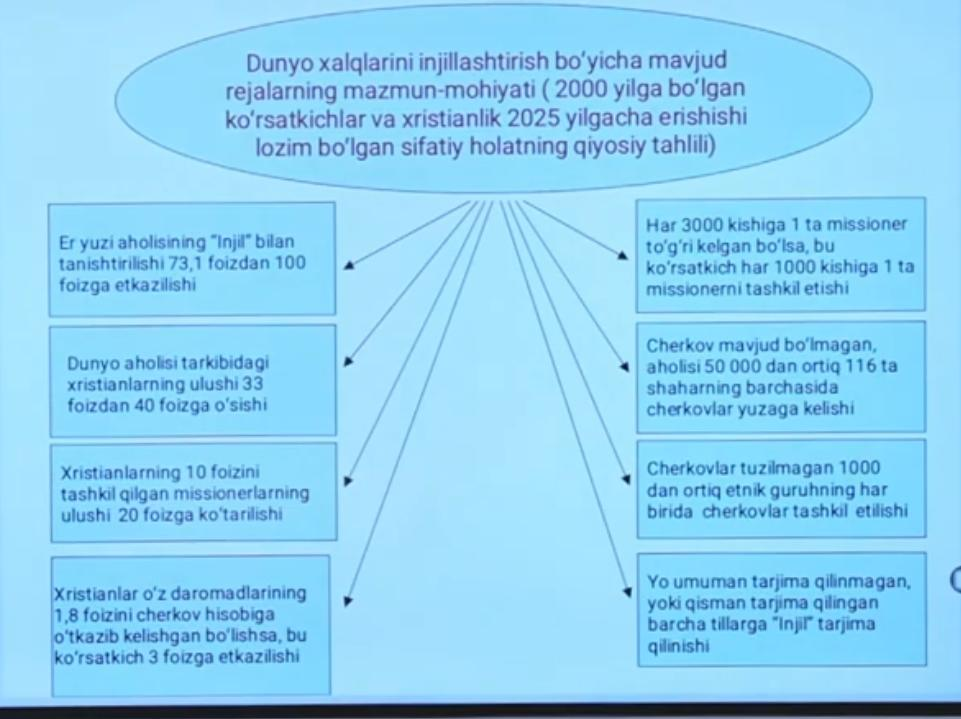 Dunyo xalqlarini injillashtirish bo‘yicha mavjud
rejalarning mazmun-mohiyati ( 2000 yilga bo‘lgan
ko‘rsatkichlar va xristianlik 2025 yilgacha erishishi
lozim bo‘lgan sifatiy holatning qiyosiy tahlili)
Er yuzi aholisining “Injil” bilan
tanishtirilishi 73,1 foizdan 100
foizga etkazilishi
Dunyo aholisi tarkibidagi
xristianlarning ulushi 33
foizdan 40 foizga o‘sishi
Xristianlarning 10 foizini
tashkil qilgan missionerlarning
ulushi 20 foizga ko‘tarilishi
Xristianlar o‘z daromadlarining
1,8 foizini cherkov hisobiga
o‘tkazib kelishgan bo‘lishsa, bu
ko‘rsatkich 3 foizga etkazilishi
Har 3000 kishiga 1 ta missioner
to‘g‘ri kelgan bo‘lsa, bu
ko‘rsatkich har 1000 kishiga 1 ta
missionerni tashkil etishi
Cherkov mavjud bo‘lmagan,
aholisi 50 000 dan ortiq 116 ta
shaharning barchasida
cherkovlar yuzaga kelishi
Cherkovlar tuzilmagan 1000
dan ortiq etnik guruhning har
birida cherkovlar tashkil etilishi
Yo umuman tarjima qilinmagan,
yoki qisman tarjima qilingan
barcha tillarga “Injil” tarjima
qilinishi